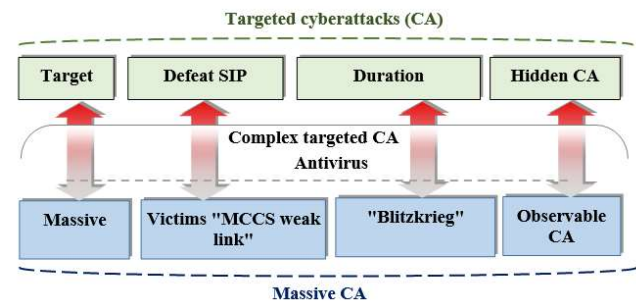 Targeted cyberattacks (CA)
Target Defeat SIP Duration Hidden CA
Complex targeted CA
Antivirus
Massive Victims "MCCS weak "Blitzkrieg" Observable
link" CA
Massive CA